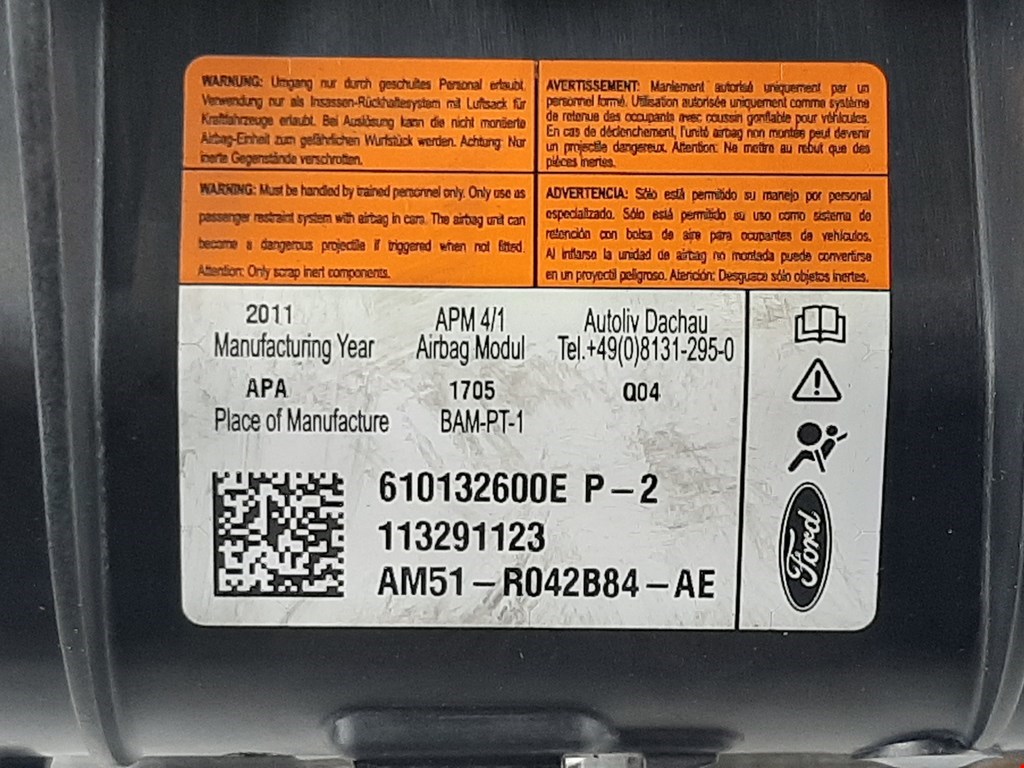 WARNUNG: Umgang nur durch geschultes Personal erlaubt.
Verwendung nur als Insassen-Rückhaltesystem mit Luftsack für
Kraftfahrzeuge erlaubt. Bei Auslösung kann die nicht montierte
Airbag-Einheit zum gefährlichen Wurfstück werden. Achtung: Nur
inerte Gegenstände verschrotten.
AVERTISSEMENT: Maniement autorisé uniquement par un
personnel formé. Utilisation autorisée uniquement comme système
de retenue des occupants avec coussin gonflable pour véhicules.
En cas de déclenchement, l'unité airbag non montée peut devenir
un projectile dangereux. Attention: Ne mettre au rebut que des
pièces inertes.
WARNING: Must be handled by trained personnel only. Only use as
passenger restraint system with airbag in cars. The airbag unit can
become a dangerous projectile if triggered when not fitted.
Attention: Only scrap inert components.
ADVERTENCIA: Sólo está permitido su manejo por personal
especializado. Sólo está permitido su uso como sistema de
retención con bolsa de aire para ocupantes de vehículos.
Al inflarse la unidad de airbag no montada puede convertirse
en un proyectil peligroso. Atención: Desguace sólo objetos inertes.
2011 APM 4/1 Autoliv Dachau
Manufacturing Year Airbag Modul Tel.+49(0)8131-295-0
APA 1705 Q04
Place of Manufacture BAM-PT-1
610132600E P-2
113291123
AM51-R042B84-AE
Ford